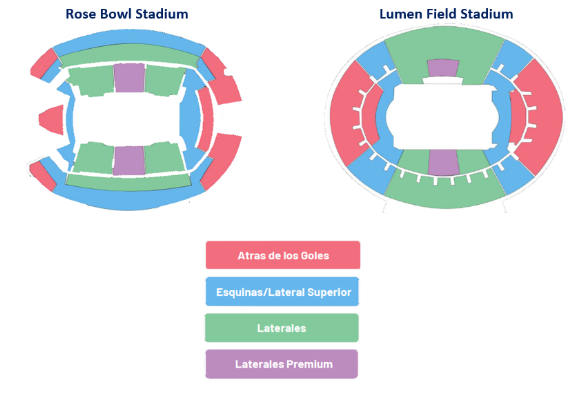 Rose Bowl Stadium
Lumen Field Stadium
Atras de los Goles
Esquinas/Lateral Superior
Laterales
Laterales Premium